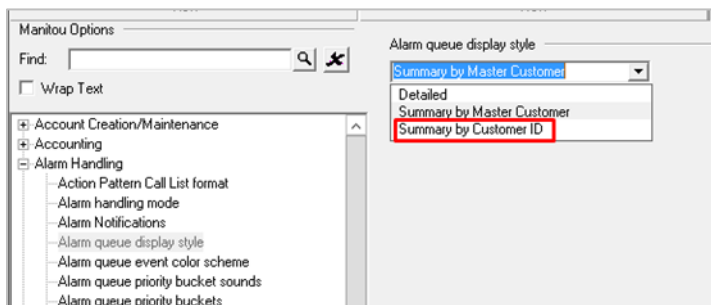 Manitou Options
Find:
Wrap Text
Account Creation/Maintenance
Accounting
Alarm Handling
Action Pattern Call List format
Alarm handling mode
Alarm Notifications
Alarm queue display style
Alarm queue event color scheme
Alarm queue priority bucket sounds
Alarm queue priority buckets
Alarm queue display style
Summary by Master Customer
Detailed
Summary by Master Customer
Summary by Customer ID